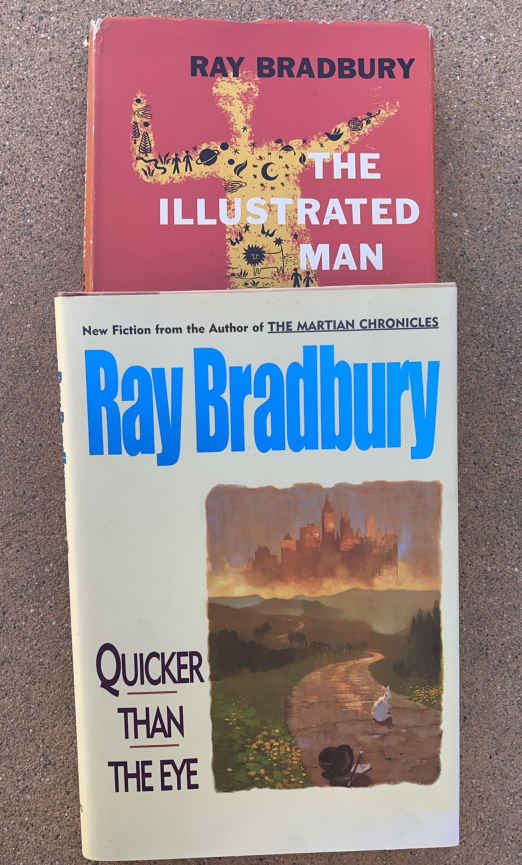 RAY BRADBURY
THE
ILLUSTRATED
MAN
New Fiction from the Author of THE MARTIAN CHRONICLES
Ray Bradbury
QUICKER
THAN
THE EYE